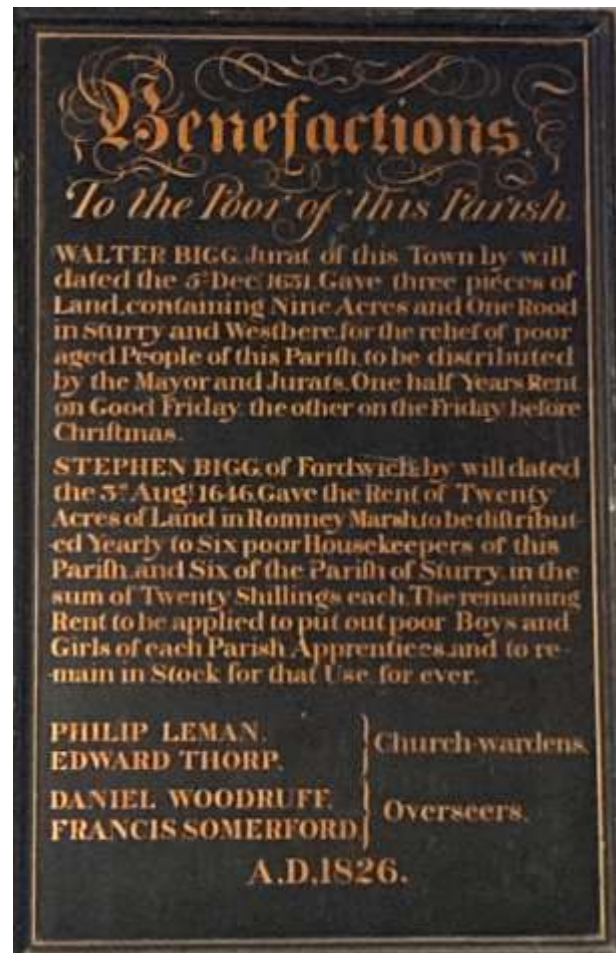 Benefactions.
To the Poor of this Parish
WALTER BIGG. Jurat of this Town by will
dated the 5th Decr 1631. Gave three pieces of
Land, containing Nine Acres and One Rood
in Sturry and Westbere, for the relief of poor
aged People of this Pariſh, to be distributed
by the Mayor and Jurats. One half Years Rent
on Good Friday, the other on the Friday before
Chriſtmas.
STEPHEN BIGG. of Fordwich, by will dated
the 3rd Augt 1646. Gave the Rent of Twenty
Acres of Land in Romney Marsh, to be diſtribut-
-ed Yearly to Six poor Housekeepers of this
Pariſh, and Six of the Pariſh of Sturry, in the
sum of Twenty Shillings each. The remaining
Rent to be applied to put out poor Boys and
Girls of each Parish Apprentices, and to re-
-main in Stock for that Use for ever.
PHILIP LEMAN.
EDWARD THORP.
Church-wardens.
DANIEL WOODRUFF.
FRANCIS SOMERFORD
Overseers.
A.D. 1826.